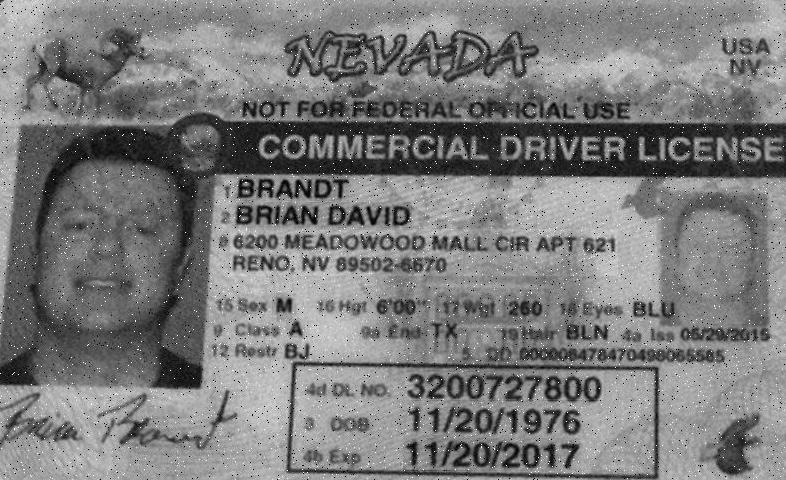 NEVADA
USA
NV
NOT FOR FEDERAL OFFICIAL USE
COMMERCIAL DRIVER LICENSE
1 BRANDT
2 BRIAN DAVID
8 6200 MEADOWOOD MALL CIR APT 621
RENO, NV 89502-6670
15 Sex M 16 Hgt 6'00" 17 Wgt 260 18 Eyes BLU
9 Class A 9a End TX 19 Hair BLN 4a Iss 05/29/2015
12 Restr BJ 5. DD 0000084784704980655​85
4d DL NO. 3200727800
3 DOB 11/20/1976
4b Exp 11/20/2017
Brian Brandt